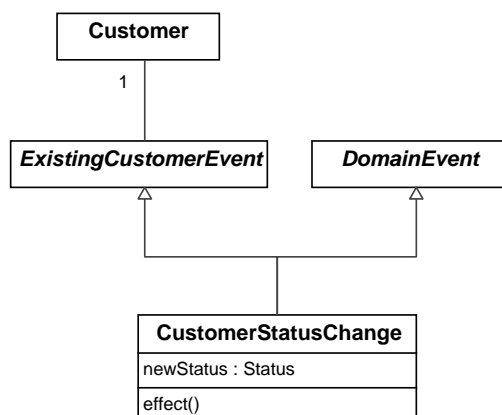 Customer
1
ExistingCustomerEvent
DomainEvent
CustomerStatusChange
newStatus : Status
effect()